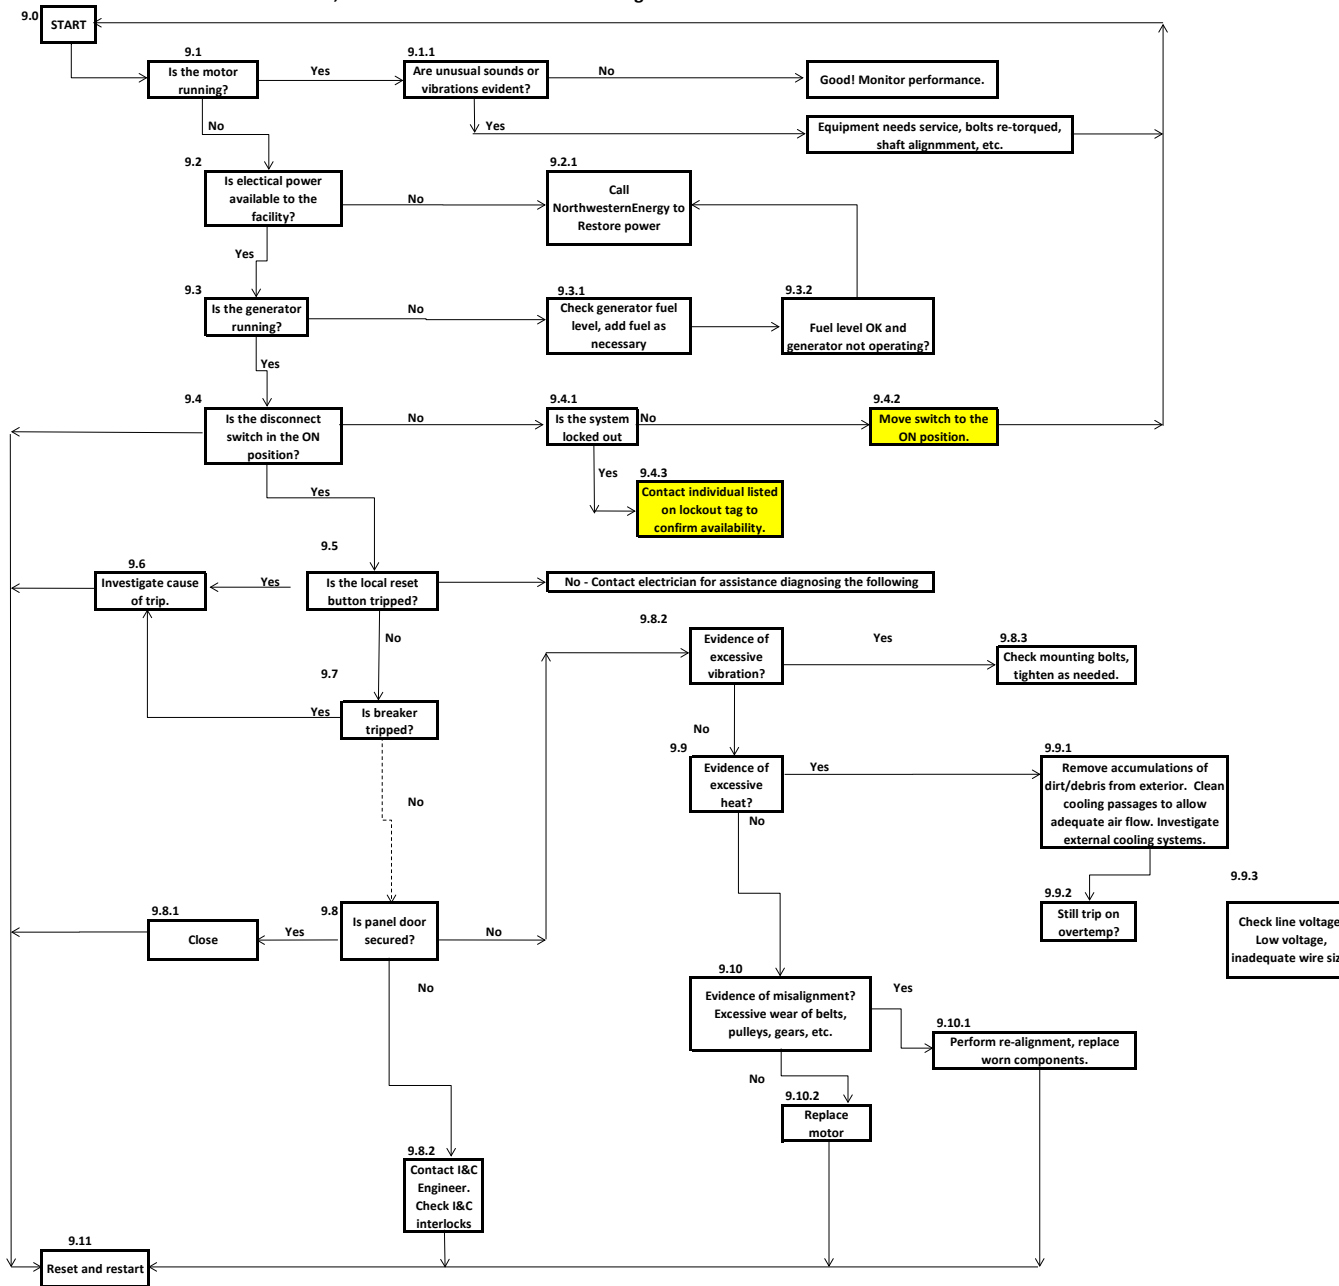 9.0
START
9.1
Is the motor
running?
Yes
9.1.1
Are unusual sounds or
vibrations evident?
No
Good! Monitor performance.
No
Yes
Equipment needs service, bolts re-torqued,
shaft alignmment, etc.
9.2
Is electical power
available to the
facility?
No
9.2.1
Call
NorthwesternEnergy to
Restore power
Yes
9.3
Is the generator
running?
No
9.3.1
Check generator fuel
level, add fuel as
necessary
9.3.2
Fuel level OK and
generator not operating?
Yes
9.4
Is the disconnect
switch in the ON
position?
No
9.4.1
Is the system
locked out
No
9.4.2
Move switch to the
ON position.
Yes
Yes
9.4.3
Contact individual listed
on lockout tag to
confirm availability.
9.5
Is the local reset
button tripped?
9.6
Investigate cause
of trip.
Yes
No - Contact electrician for assistance diagnosing the following
No
9.7
Is breaker
tripped?
Yes
9.8.2
Evidence of
excessive
vibration?
Yes
9.8.3
Check mounting bolts,
tighten as needed.
No
9.9
Evidence of
excessive
heat?
Yes
9.9.1
Remove accumulations of
dirt/debris from exterior. Clean
cooling passages to allow
adequate air flow. Investigate
external cooling systems.
No
No
9.9.2
Still trip on
overtemp?
9.9.3
Check line voltage
Low voltage,
inadequate wire siz
9.8.1
Close
Yes
9.8
Is panel door
secured?
No
No
9.10
Evidence of misalignment?
Excessive wear of belts,
pulleys, gears, etc.
Yes
9.10.1
Perform re-alignment, replace
worn components.
No
9.10.2
Replace
motor
9.8.2
Contact I&C
Engineer.
Check I&C
interlocks
9.11
Reset and restart